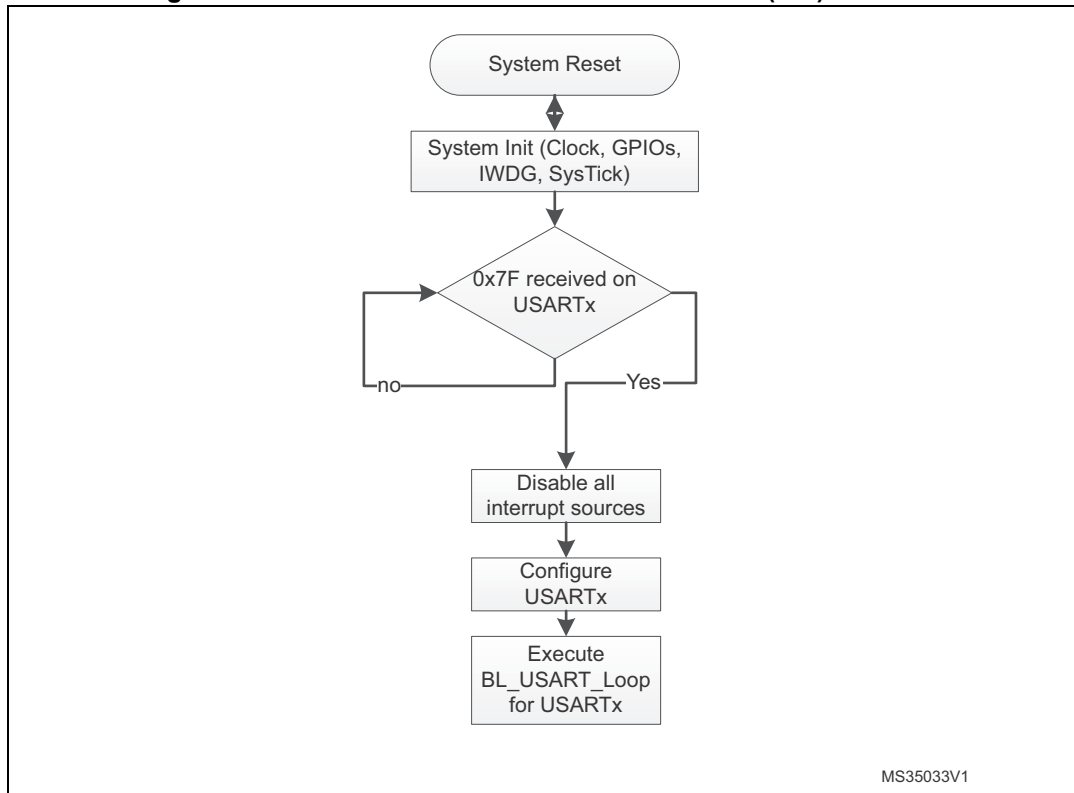 System Reset
System Init (Clock, GPIOs,
IWDG, SysTick)
0x7F received on
USARTx
no
Yes
Disable all
interrupt sources
Configure
USARTx
Execute
BL_USART_Loop
for USARTx
MS35033V1